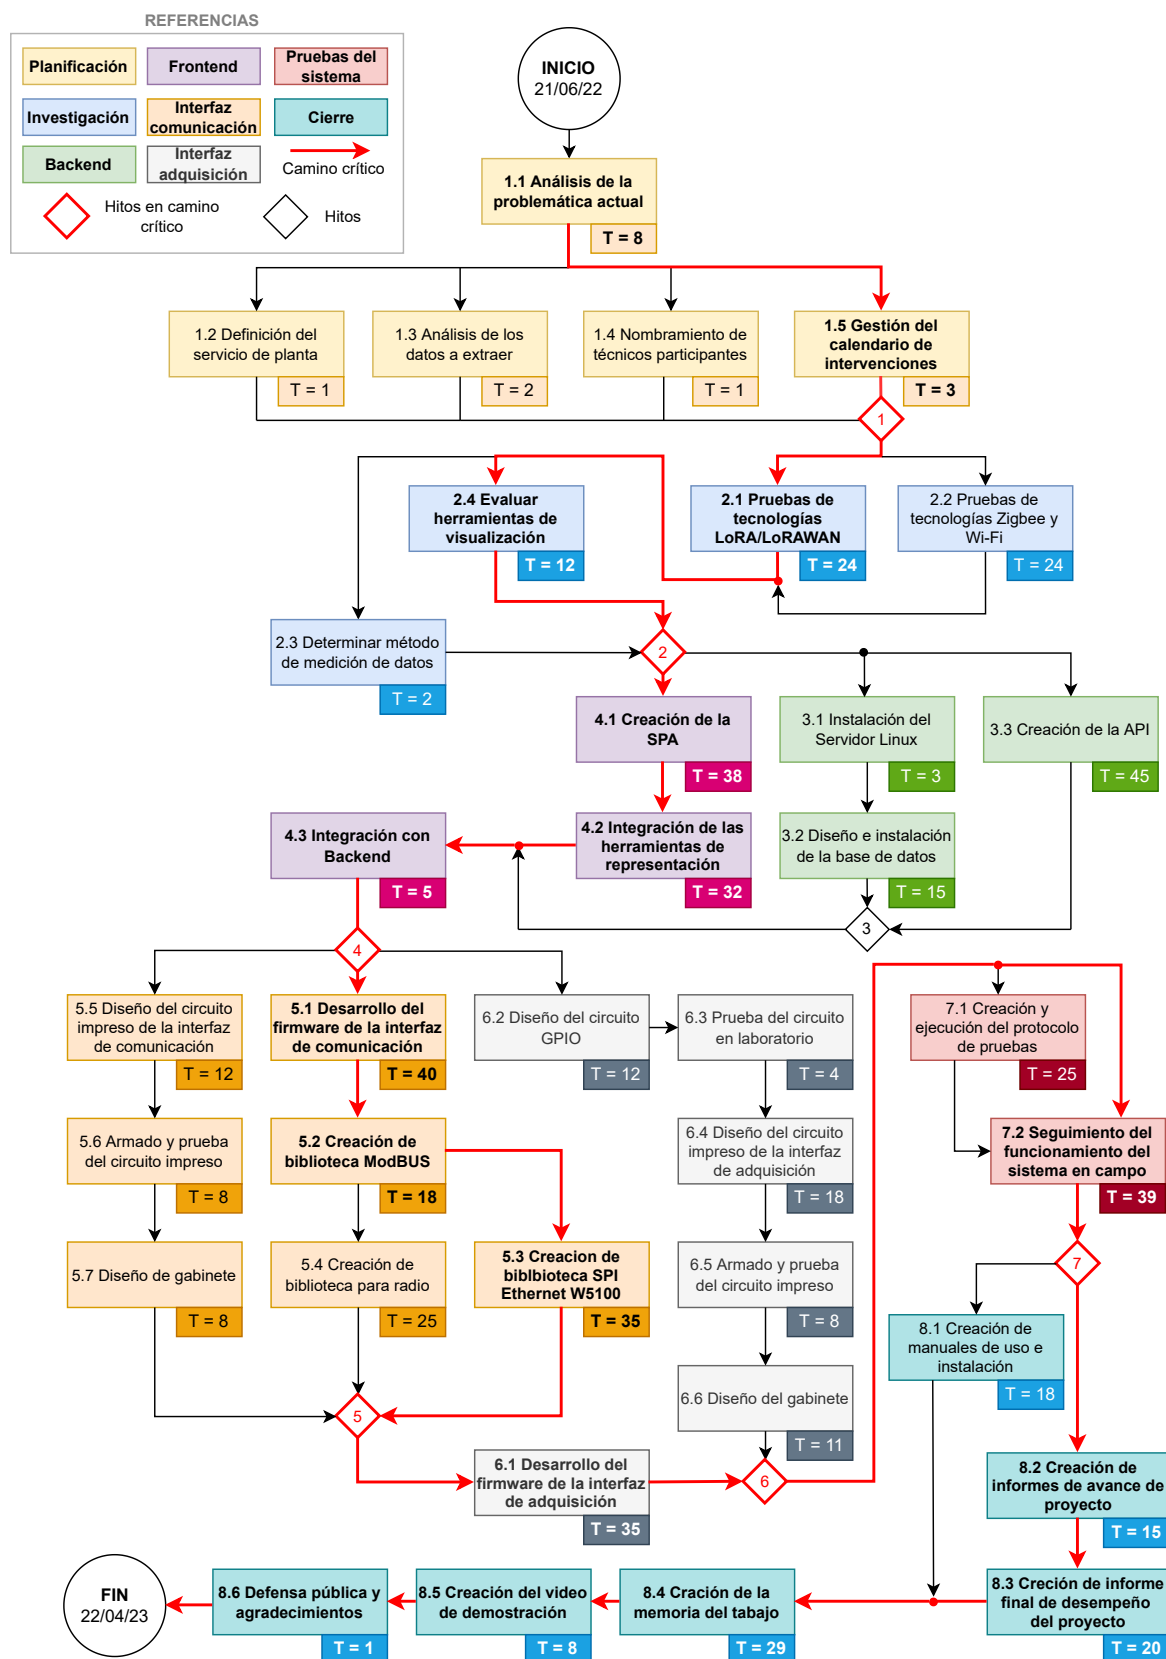 REFERENCIAS
Planificación
Frontend
Pruebas del
sistema
Investigación
Interfaz
comunicación
Cierre
Backend
Interfaz
adquisición
Camino crítico
Hitos en camino
crítico
Hitos
INICIO
21/06/22
1.1 Análisis de la
problemática actual
T = 8
1.2 Definición del
servicio de planta
T = 1
1.3 Análisis de los
datos a extraer
T = 2
1.4 Nombramiento de
técnicos participantes
T = 1
1.5 Gestión del
calendario de
intervenciones
T = 3
1
2.4 Evaluar
herramientas de
visualización
T = 12
2.1 Pruebas de
tecnologías
LoRA/LoRAWAN
T = 24
2.2 Pruebas de
tecnologías Zigbee y
Wi-Fi
T = 24
2.3 Determinar método
de medición de datos
T = 2
2
4.1 Creación de la
SPA
T = 38
3.1 Instalación del
Servidor Linux
T = 3
3.3 Creación de la API
T = 45
4.3 Integración con
Backend
T = 5
4.2 Integración de las
herramientas de
representación
T = 32
3.2 Diseño e instalación
de la base de datos
T = 15
3
4
5.5 Diseño del circuito
impreso de la interfaz
de comunicación
T = 12
5.1 Desarrollo del
firmware de la interfaz
de comunicación
T = 40
6.2 Diseño del circuito
GPIO
T = 12
6.3 Prueba del circuito
en laboratorio
T = 4
7.1 Creación y
ejecución del protocolo
de pruebas
T = 25
5.6 Armado y prueba
del circuito impreso
T = 8
5.2 Creación de
biblioteca ModBUS
T = 18
6.4 Diseño del circuito
impreso de la interfaz
de adquisición
T = 18
7.2 Seguimiento del
funcionamiento del
sistema en campo
T = 39
5.7 Diseño de gabinete
T = 8
5.4 Creación de
biblioteca para radio
T = 25
5.3 Creacion de
biblbioteca SPI
Ethernet W5100
T = 35
6.5 Armado y prueba
del circuito impreso
T = 8
7
8.1 Creación de
manuales de uso e
instalación
T = 18
5
6.6 Diseño del gabinete
T = 11
6.1 Desarrollo del
firmware de la interfaz
de adquisición
T = 35
6
8.2 Creación de
informes de avance de
proyecto
T = 15
FIN
22/04/23
8.6 Defensa pública y
agradecimientos
T = 1
8.5 Creación del video
de demostración
T = 8
8.4 Cración de la
memoria del tabajo
T = 29
8.3 Creción de informe
final de desempeño
del proyecto
T = 20